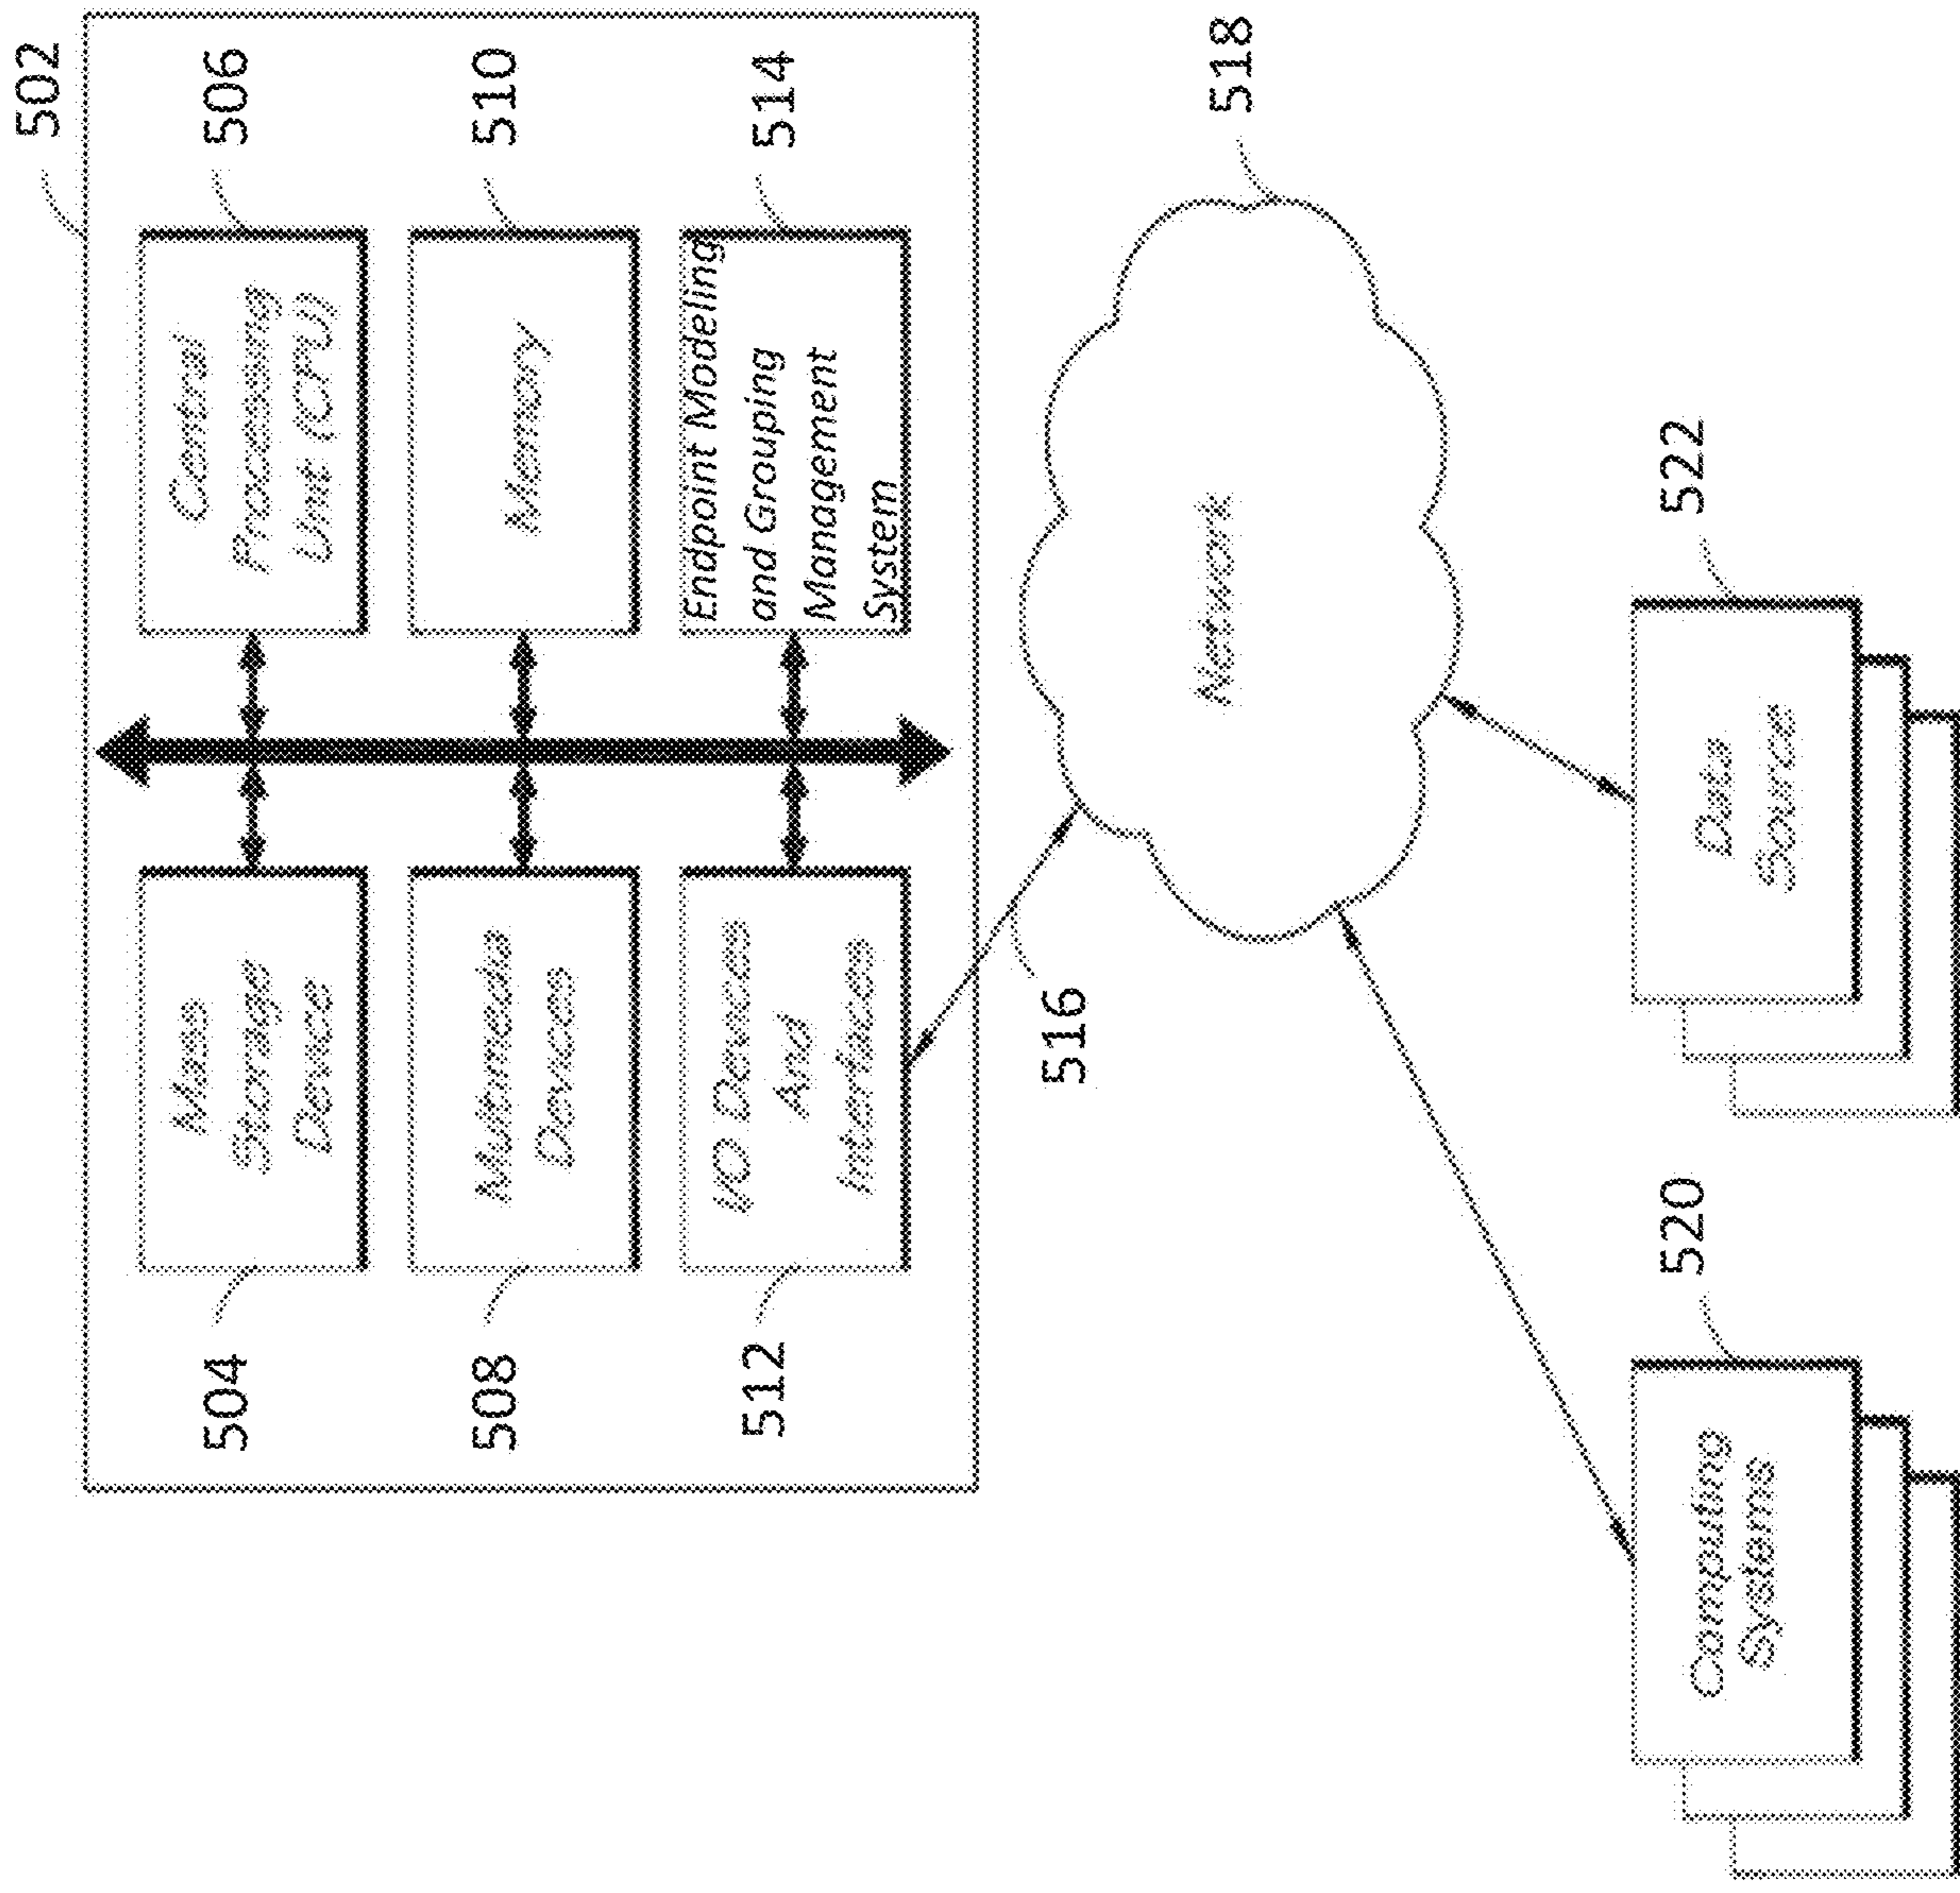 502
504
Mass
Storage
Device
Central
Processing
Unit (CPU)
506
508
Multimedia
Devices
Memory
510
512
I/O Devices
And
Interfaces
Endpoint Modeling
and Grouping
Management
System
514
516
Network
518
520
Computing
Systems
522
Data
Source